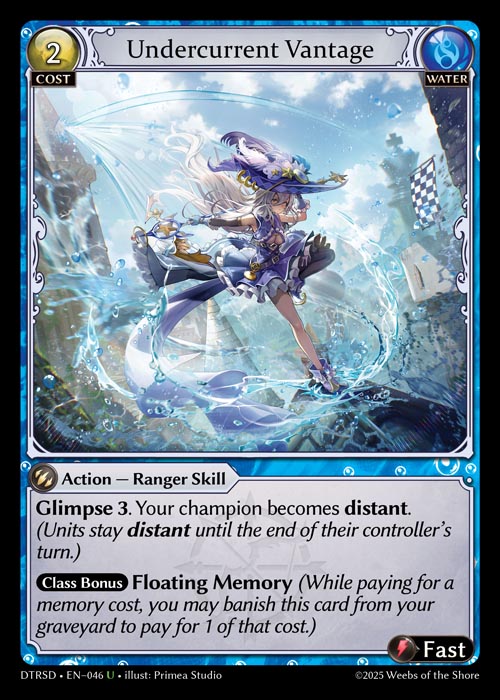 2
COST
Undercurrent Vantage
WATER
Action — Ranger Skill
Glimpse 3. Your champion becomes distant.
(Units stay distant until the end of their controller's
turn.)
Class Bonus Floating Memory (While paying for a
memory cost, you may banish this card from your
graveyard to pay for 1 of that cost.)
Fast
DTRSD • EN–046 U • illust: Primea Studio
©2025 Weebs of the Shore